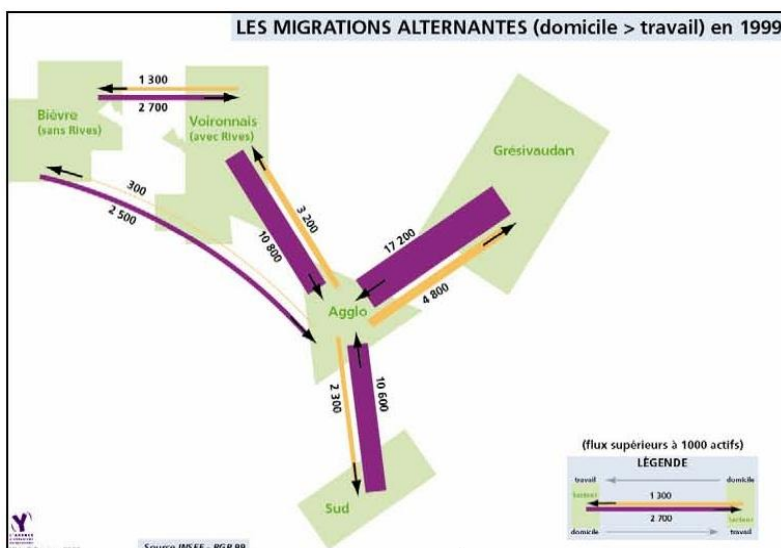 LES MIGRATIONS ALTERNANTES (domicile > travail) en 1999
1 300
2 700
Bièvre
(sans Rives)
Voironnais
(avec Rives)
Grésivaudan
300
2 500
3 200
10 800
17 200
4 800
Agglo
2 300
10 600
Sud
(flux supérieurs à 1000 actifs)
LÉGENDE
travail
domicile
Secteur
1 300
2 700
Secteur
domicile
travail
Source INSEE - RGP 99